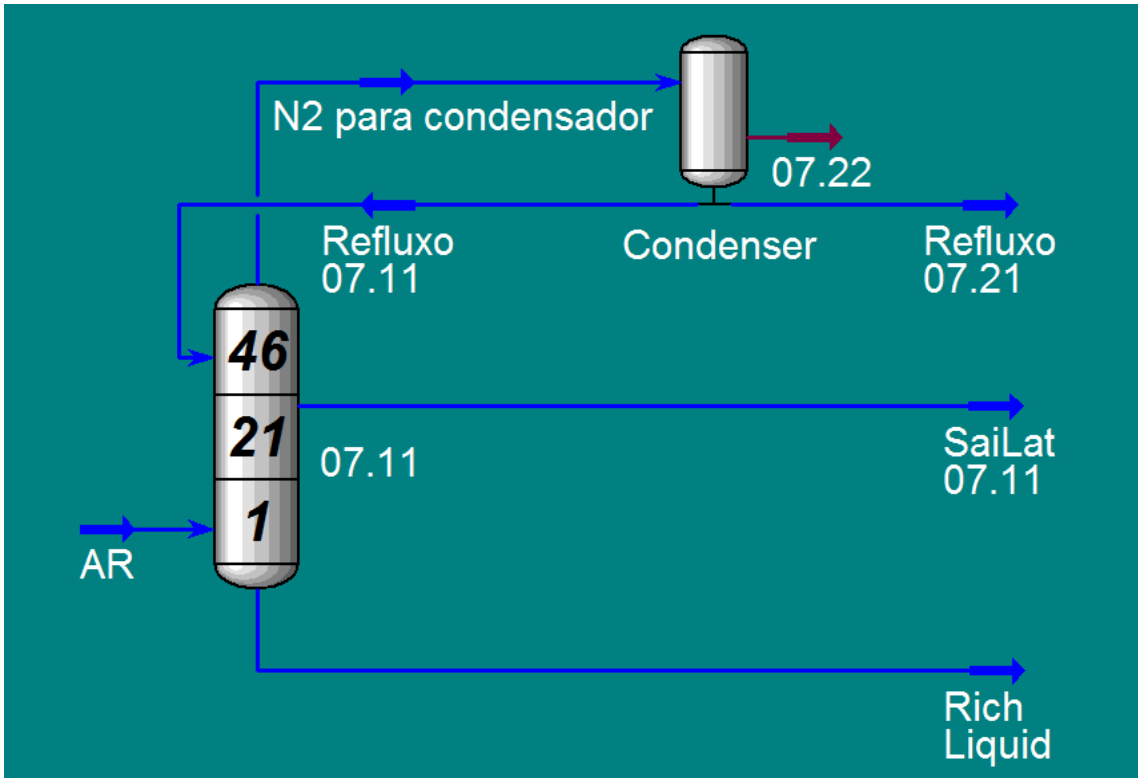 N2 para condensador
07.22
Refluxo
07.11
Condenser
Refluxo
07.21
46
21
07.11
SaiLat
07.11
1
AR
Rich
Liquid